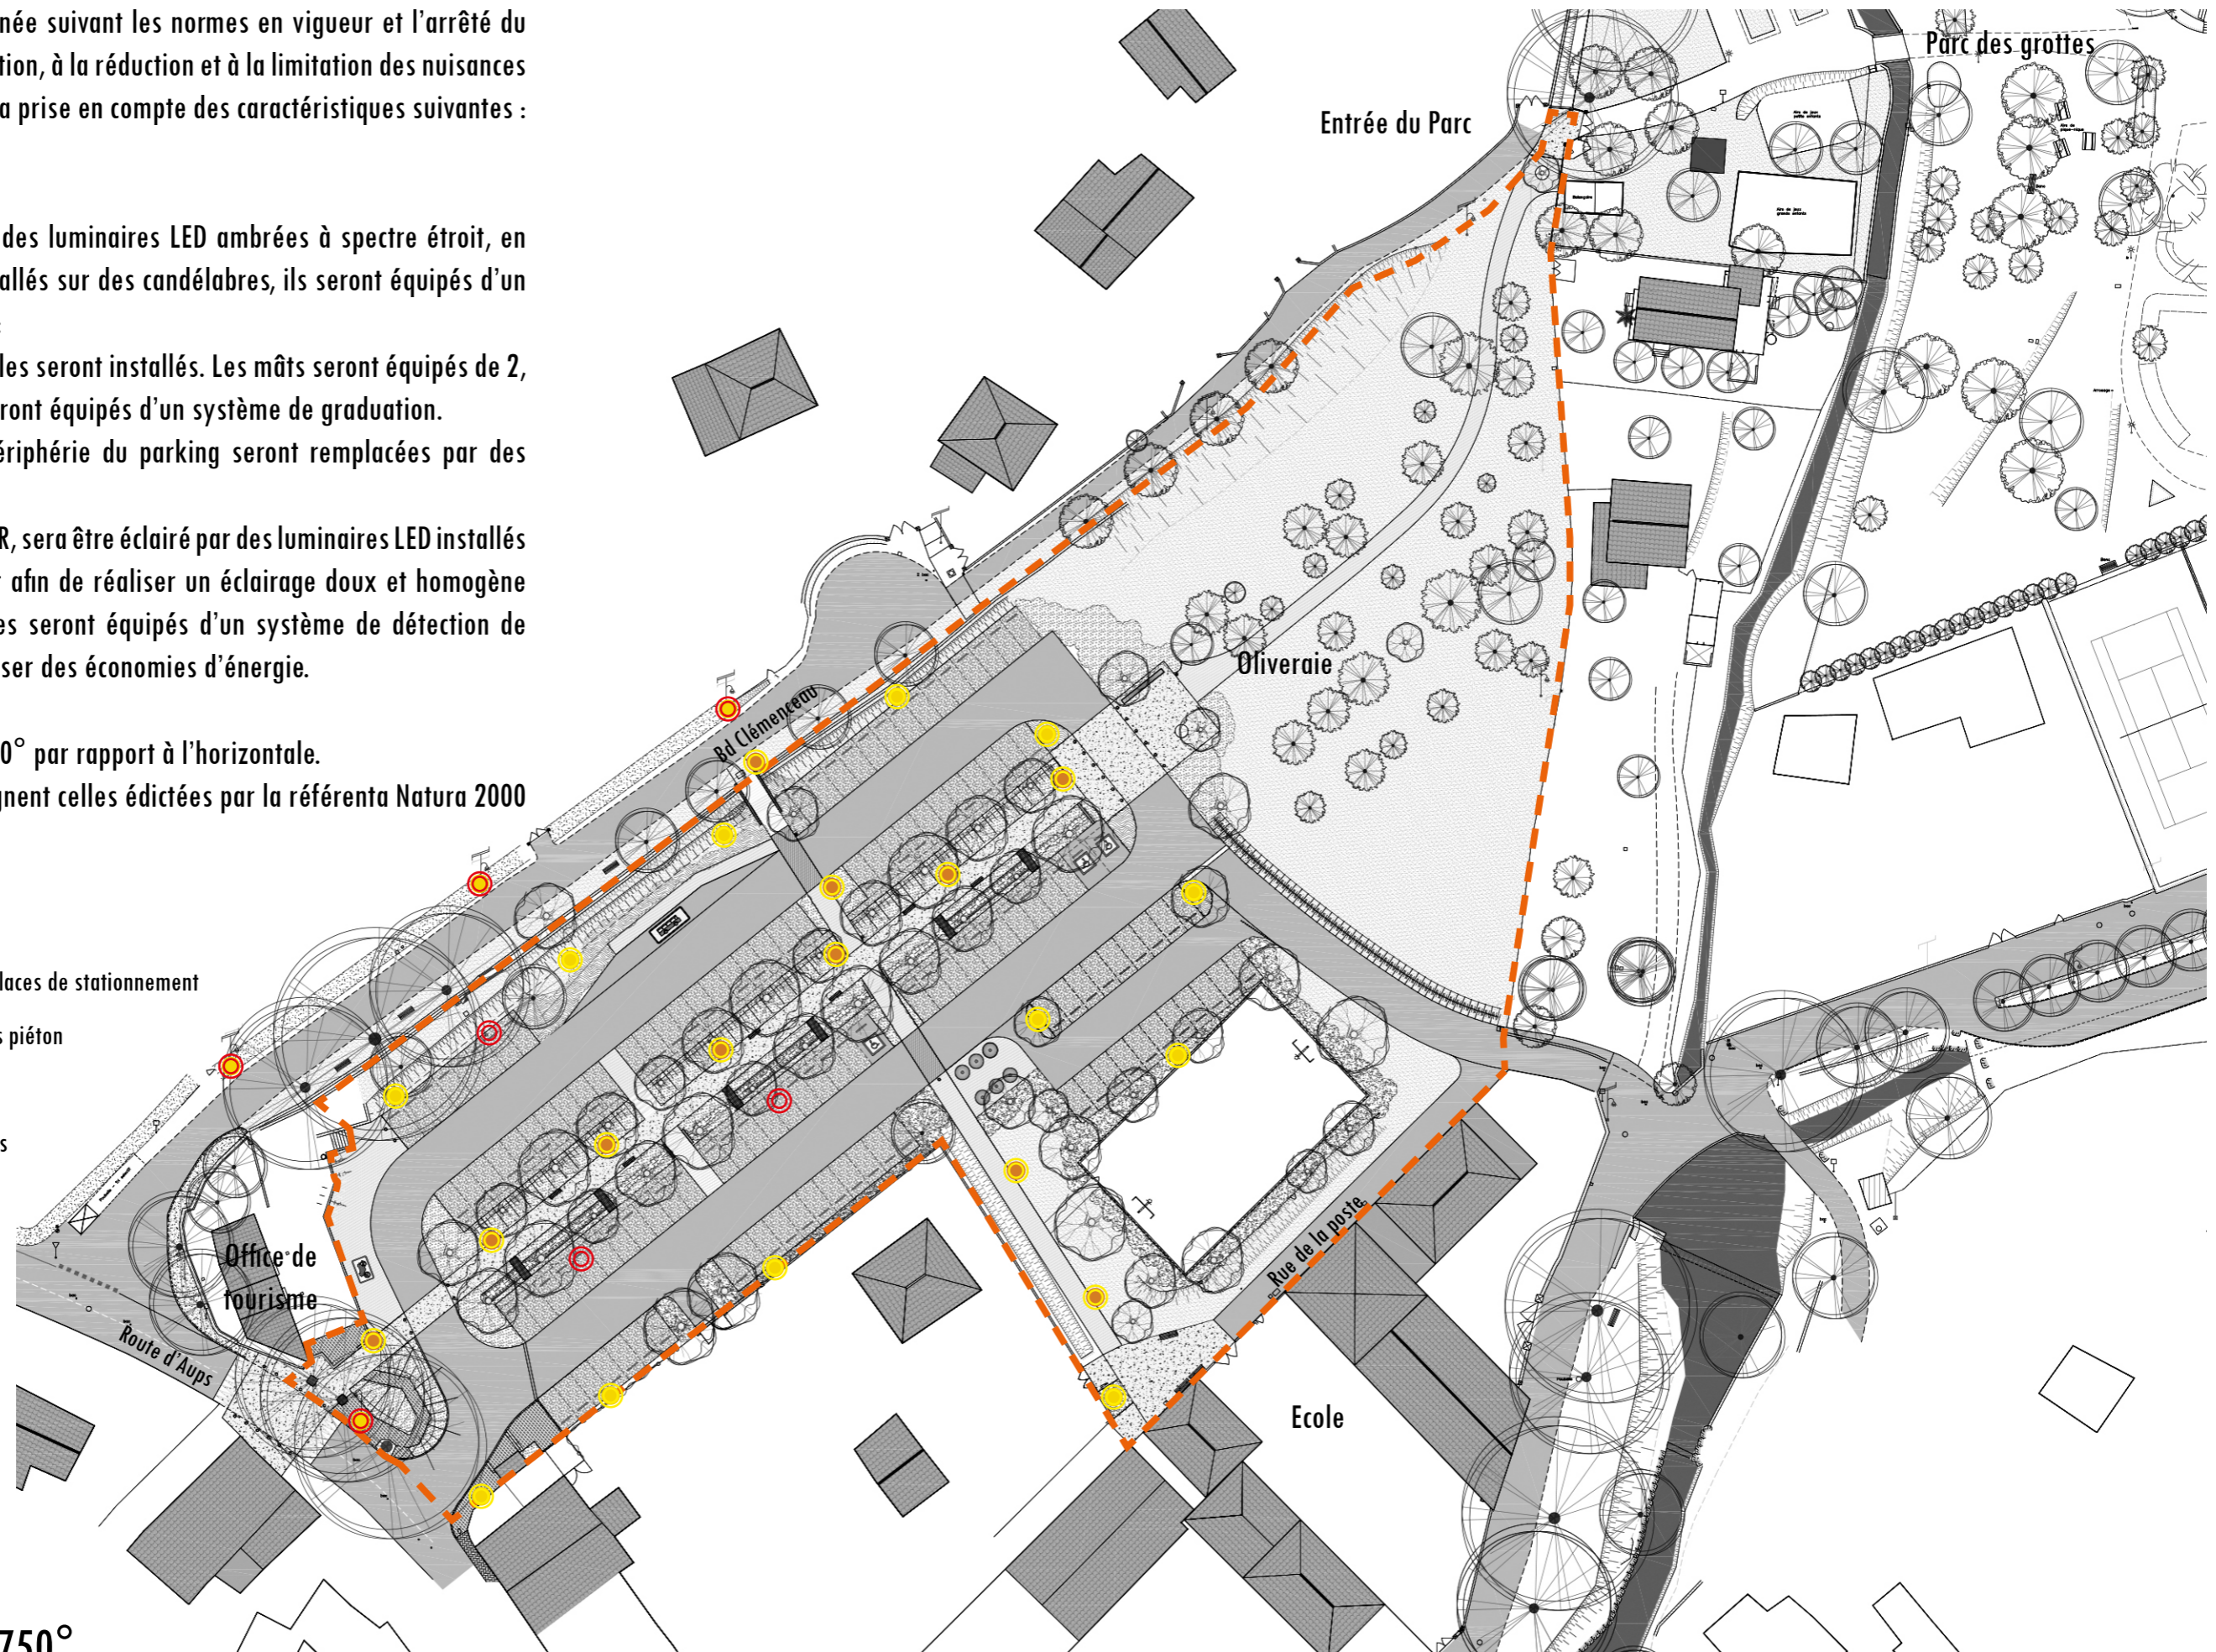 née suivant les normes en vigueur et l'arrêté du
tion, à la réduction et à la limitation des nuisances
a prise en compte des caractéristiques suivantes :
des luminaires LED ambrées à spectre étroit, en
allés sur des candélabres, ils seront équipés d'un
:
les seront installés. Les mâts seront équipés de 2,
ront équipés d'un système de graduation.
ériphérie du parking seront remplacées par des
R, sera être éclairé par des luminaires LED installés
r afin de réaliser un éclairage doux et homogène
es seront équipés d'un système de détection de
ser des économies d'énergie.
0° par rapport à l'horizontale.
gnent celles édictées par la référenta Natura 2000
laces de stationnement
s piéton
s
750°
Parc des grottes
Entrée du Parc
Oliveraie
Bd Clémenceau
Office de
tourisme
Route d'Aups
Rue de la poste
Ecole